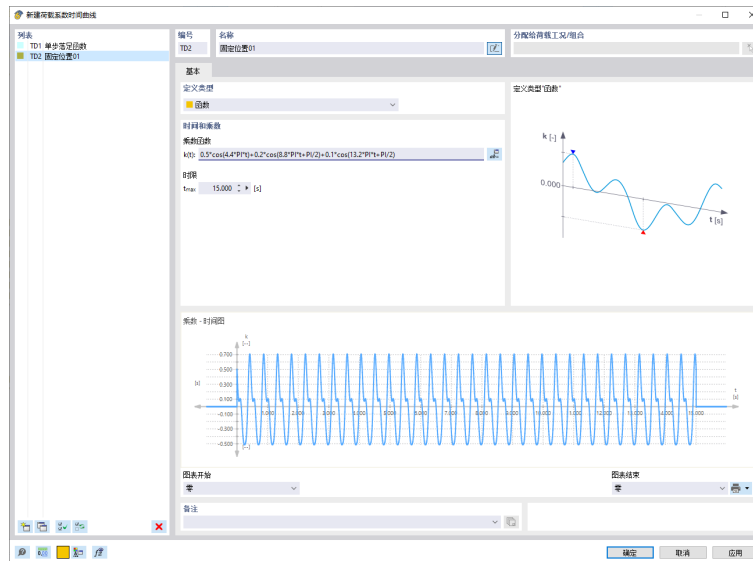 新建荷载系数时间曲线
列表
TD1 单步落足函数
TD2 固定位置01
编号
TD2
名称
固定位置01
分配给荷载工况/组合
基本
定义类型
函数
时间和乘数
乘数函数
k(t): 0.5*cos(4.4*PI*t)+0.2*cos(8.8*PI*t+PI/2)+0.1*cos(13.2*PI*t+PI/2)
时限
tmax 15.000 [s]
定义类型"函数"
k [-]
0.000
t [s]
乘数 - 时间图
k
[--]
0.700
0.500
0.300
[s]
-0.100
-0.300
-0.500
[--]
1.000 2.000 3.000 4.000 5.000 6.000 7.000 8.000 9.000 10.000 11.000 12.000 13.000 14.000 15.000
t
[s]
图表开始
零
图表结束
零
备注
确定 取消 应用